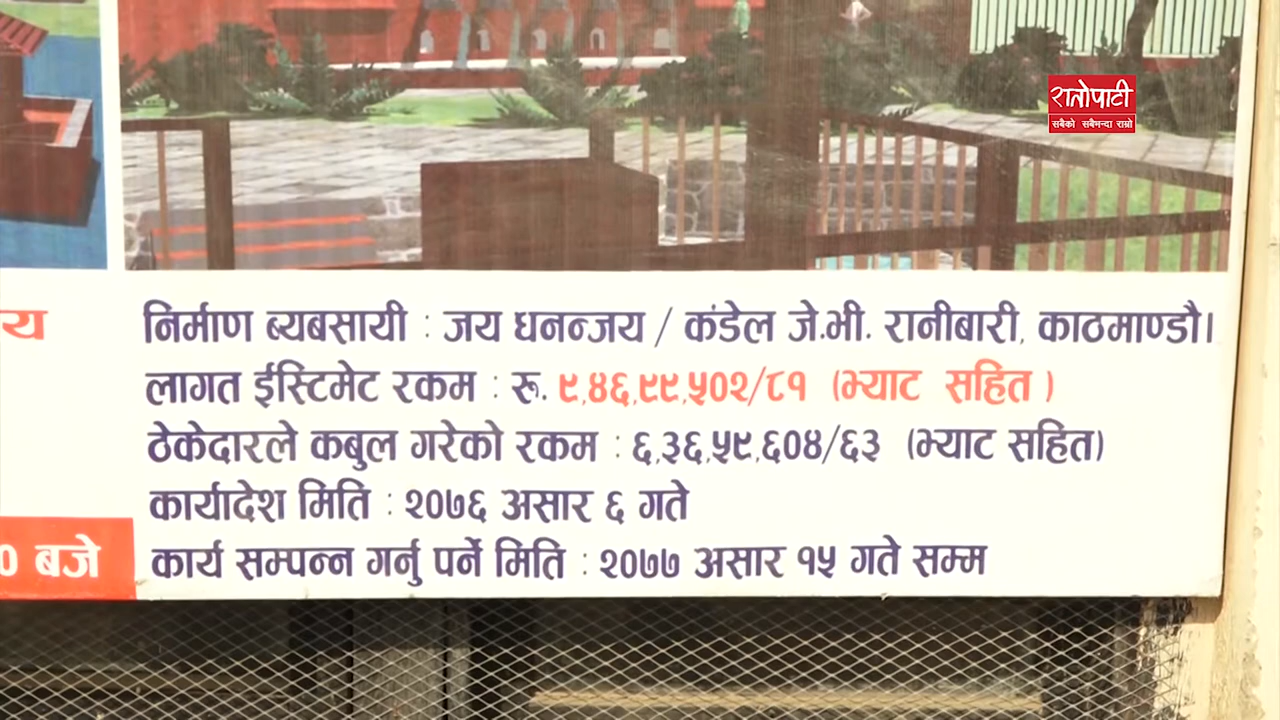 रातोपाटी
सबैको सबैभन्दा राम्रो
य
निर्माण ब्यबसायी : जय धनन्जय / कंडेल जे.भी. रानीबारी, काठमाण्डौ।
लागत ईस्टिमेट रकम : रू. ९,४६,९९,५०२/८१ (भ्याट सहित )
ठेकेदारले कबुल गरेको रकम : ६,३६,५९,६०४/६३ (भ्याट सहित)
कार्यादेश मिति : २०७६ असार ६ गते
० बजे
कार्य सम्पन्न गर्नु पर्ने मिति : २०७७ असार १५ गते सम्म